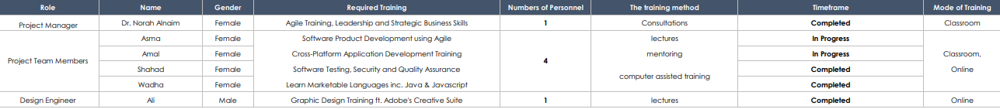 Role Name Gender Required Training Numbers of Personnel The training method Timeframe Mode of Training
Project Manager Dr. Norah Alnaim Female Agile Training, Leadership and Strategic Business Skills 1 Consultations Completed Classroom
Asma Female Software Product Development using Agile lectures In Progress
Project Team Members Amal Female Cross-Platform Application Development Training 4 mentoring In Progress Classroom,
Shahad Female Software Testing, Security and Quality Assurance computer assisted training Completed Online
Wadha Female Learn Marketable Languages inc. Java & Javascript Completed
Design Engineer Ali Male Graphic Design Training ft. Adobe's Creative Suite 1 lectures Completed Online